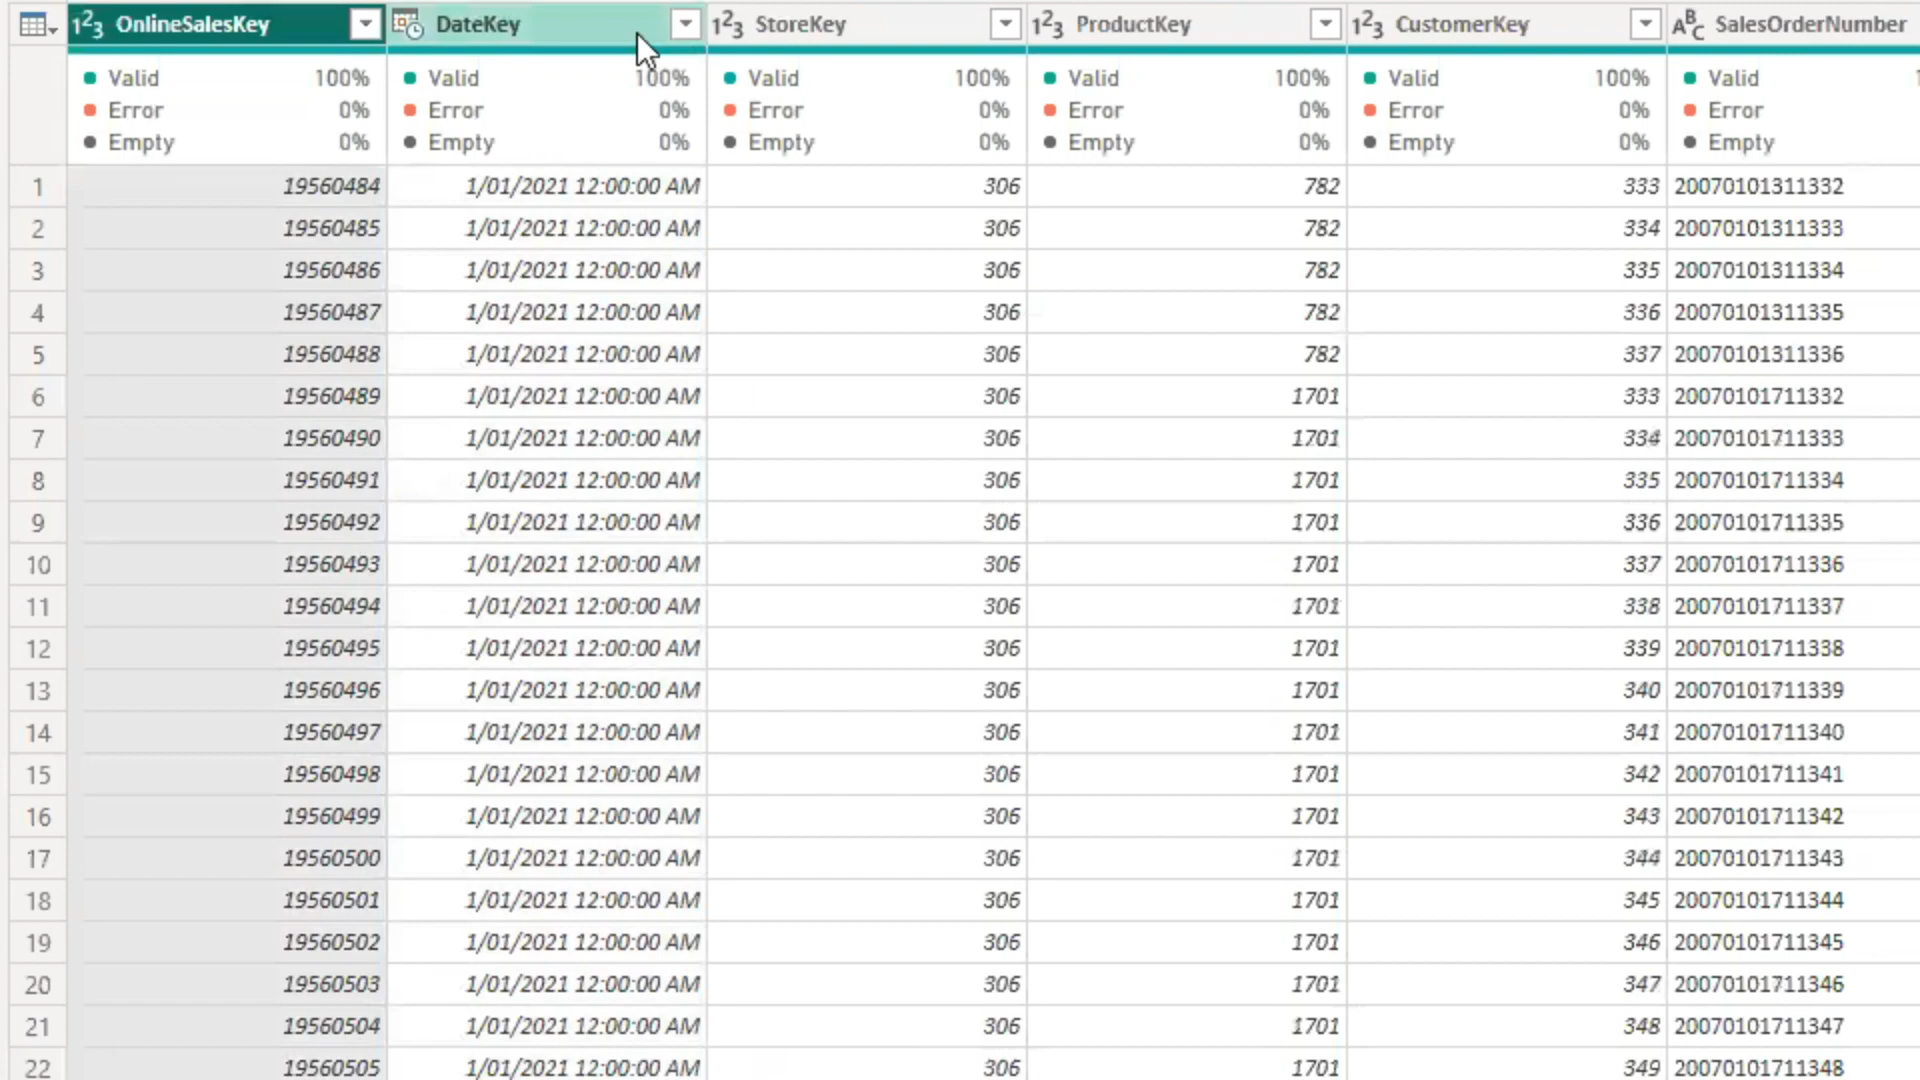 1²3 OnlineSalesKey DateKey 1²3 StoreKey 1²3 ProductKey 1²3 CustomerKey ABC SalesOrderNumber
Valid 100% Valid 100% Valid 100% Valid 100% Valid 100% Valid
Error 0% Error 0% Error 0% Error 0% Error 0% Error
Empty 0% Empty 0% Empty 0% Empty 0% Empty 0% Empty
1 19560484 1/01/2021 12:00:00 AM 306 782 333 20070101311332
2 19560485 1/01/2021 12:00:00 AM 306 782 334 20070101311333
3 19560486 1/01/2021 12:00:00 AM 306 782 335 20070101311334
4 19560487 1/01/2021 12:00:00 AM 306 782 336 20070101311335
5 19560488 1/01/2021 12:00:00 AM 306 782 337 20070101311336
6 19560489 1/01/2021 12:00:00 AM 306 1701 333 20070101711332
7 19560490 1/01/2021 12:00:00 AM 306 1701 334 20070101711333
8 19560491 1/01/2021 12:00:00 AM 306 1701 335 20070101711334
9 19560492 1/01/2021 12:00:00 AM 306 1701 336 20070101711335
10 19560493 1/01/2021 12:00:00 AM 306 1701 337 20070101711336
11 19560494 1/01/2021 12:00:00 AM 306 1701 338 20070101711337
12 19560495 1/01/2021 12:00:00 AM 306 1701 339 20070101711338
13 19560496 1/01/2021 12:00:00 AM 306 1701 340 20070101711339
14 19560497 1/01/2021 12:00:00 AM 306 1701 341 20070101711340
15 19560498 1/01/2021 12:00:00 AM 306 1701 342 20070101711341
16 19560499 1/01/2021 12:00:00 AM 306 1701 343 20070101711342
17 19560500 1/01/2021 12:00:00 AM 306 1701 344 20070101711343
18 19560501 1/01/2021 12:00:00 AM 306 1701 345 20070101711344
19 19560502 1/01/2021 12:00:00 AM 306 1701 346 20070101711345
20 19560503 1/01/2021 12:00:00 AM 306 1701 347 20070101711346
21 19560504 1/01/2021 12:00:00 AM 306 1701 348 20070101711347
22 19560505 1/01/2021 12:00:00 AM 306 1701 349 20070101711348